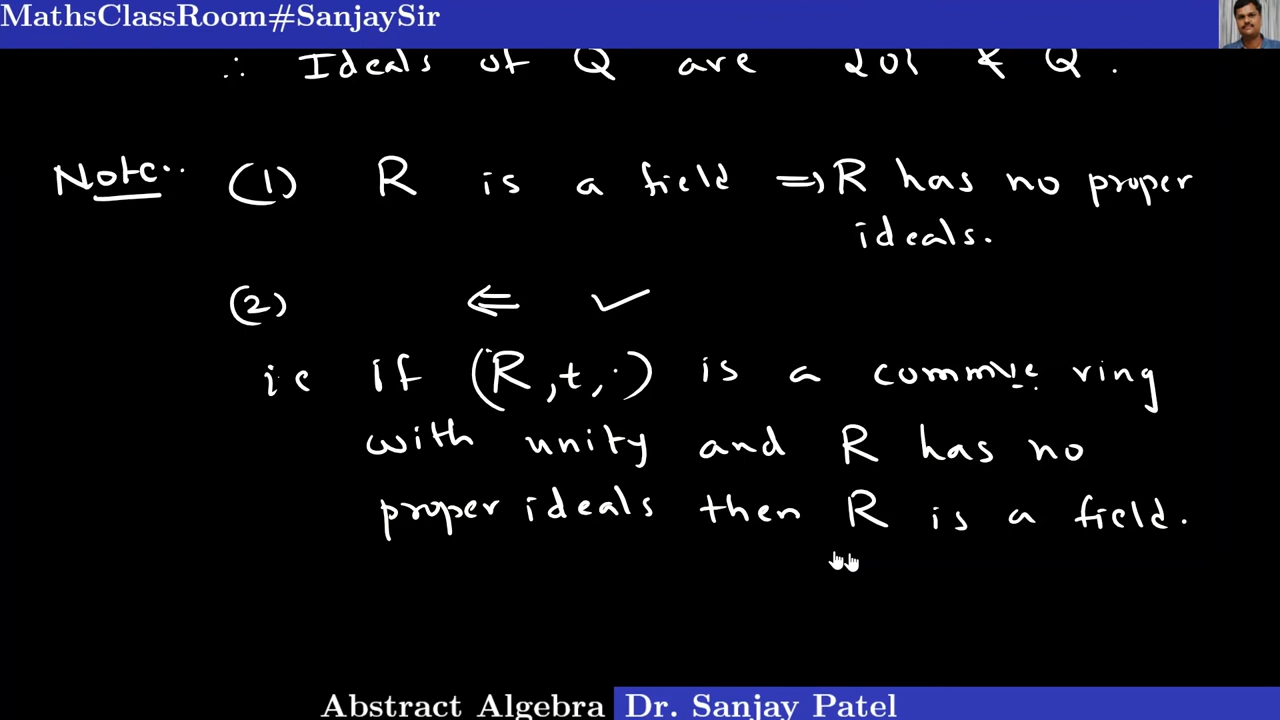 MathsClassRoom#SanjaySir
∴ Ideals of Q are {0} & Q.
Note:- (1) R is a field ⇒ R has no proper
ideals.
(2) ⇐ ✓
ie if (R,+,·) is a commve ring
with unity and R has no
proper ideals then R is a field.
Abstract Algebra Dr. Sanjay Patel